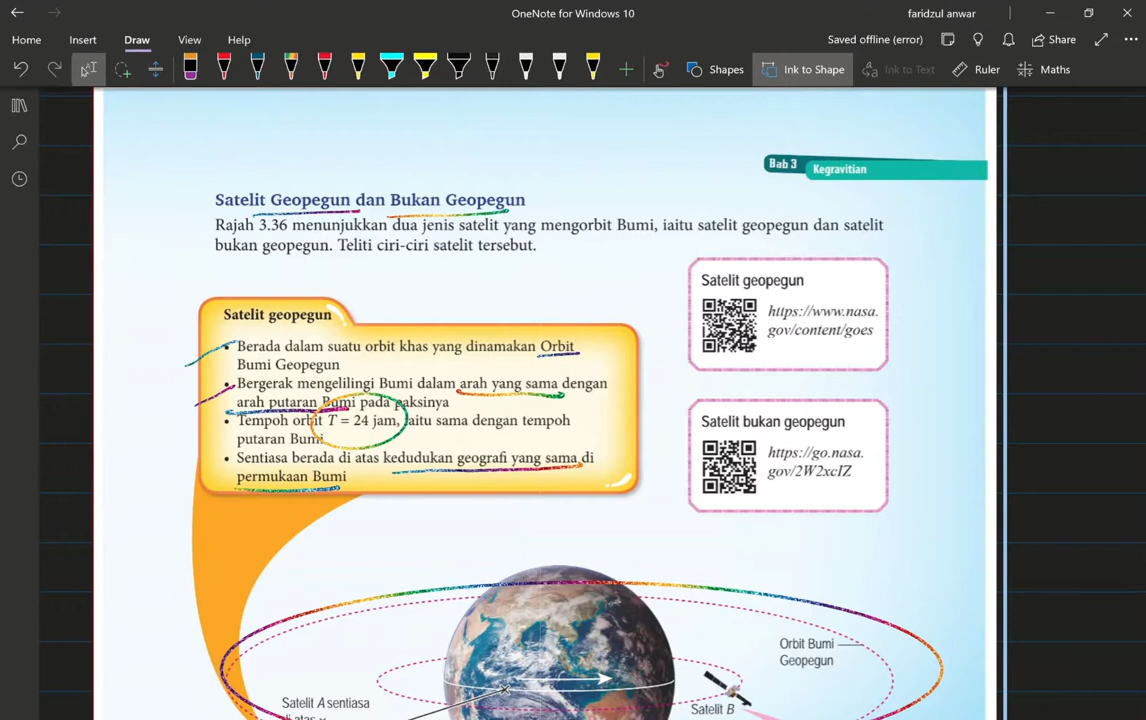 OneNote for Windows 10
faridzul anwar
Home
Insert
Draw
View
Help
Saved offline (error)
Share
Shapes
Ink to Shape
Ink to Text
Ruler
Maths
Bab 3
Kegravitian
Satelit Geopegun dan Bukan Geopegun
Rajah 3.36 menunjukkan dua jenis satelit yang mengorbit Bumi, iaitu satelit geopegun dan satelit
bukan geopegun. Teliti ciri-ciri satelit tersebut.
Satelit geopegun
• Berada dalam suatu orbit khas yang dinamakan Orbit
Bumi Geopegun
• Bergerak mengelilingi Bumi dalam arah yang sama dengan
arah putaran Bumi pada paksinya
• Tempoh orbit T = 24 jam, iaitu sama dengan tempoh
putaran Bumi
• Sentiasa berada di atas kedudukan geografi yang sama di
permukaan Bumi
Satelit geopegun
https://www.nasa.
gov/content/goes
Satelit bukan geopegun
https://go.nasa.
gov/2W2xcIZ
Orbit Bumi
Geopegun
Satelit A sentiasa
di atas
Satelit B